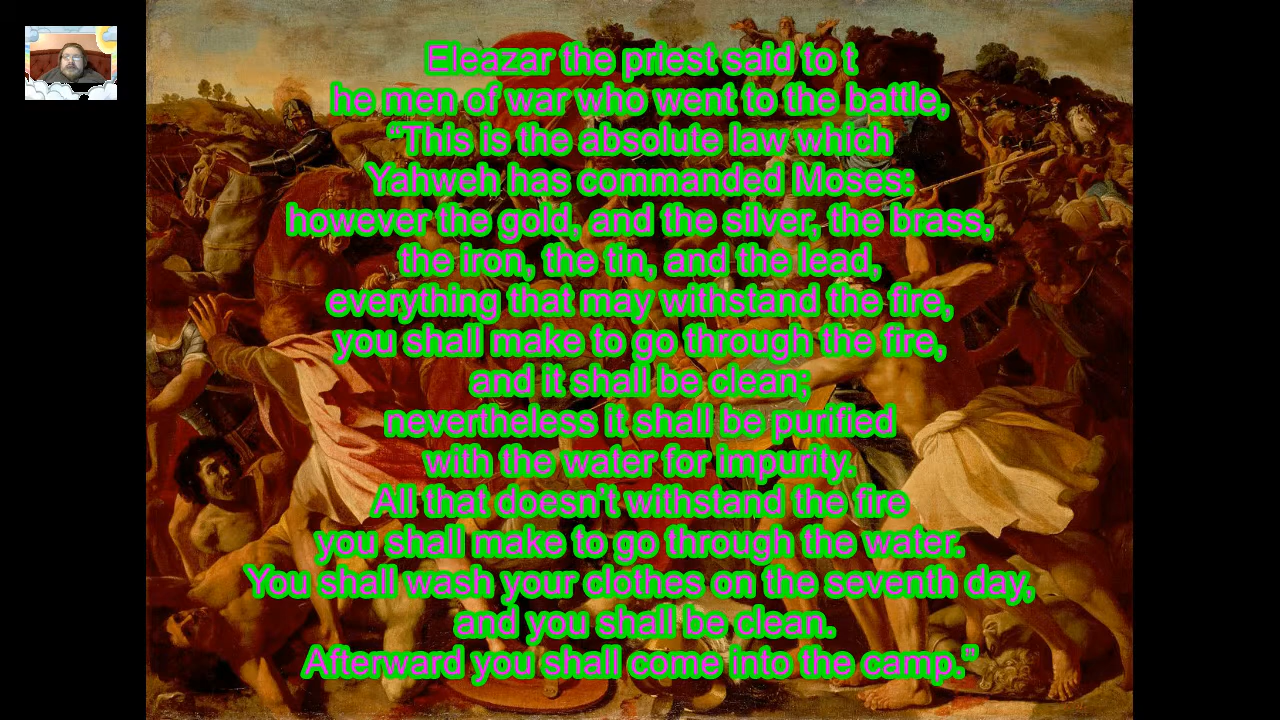 Eleazar the priest said to t
he men of war who went to the battle,
“This is the absolute law which
Yahweh has commanded Moses:
however the gold, and the silver, the brass,
the iron, the tin, and the lead,
everything that may withstand the fire,
you shall make to go through the fire,
and it shall be clean;
nevertheless it shall be purified
with the water for impurity.
All that doesn't withstand the fire
you shall make to go through the water.
You shall wash your clothes on the seventh day,
and you shall be clean.
Afterward you shall come into the camp.”